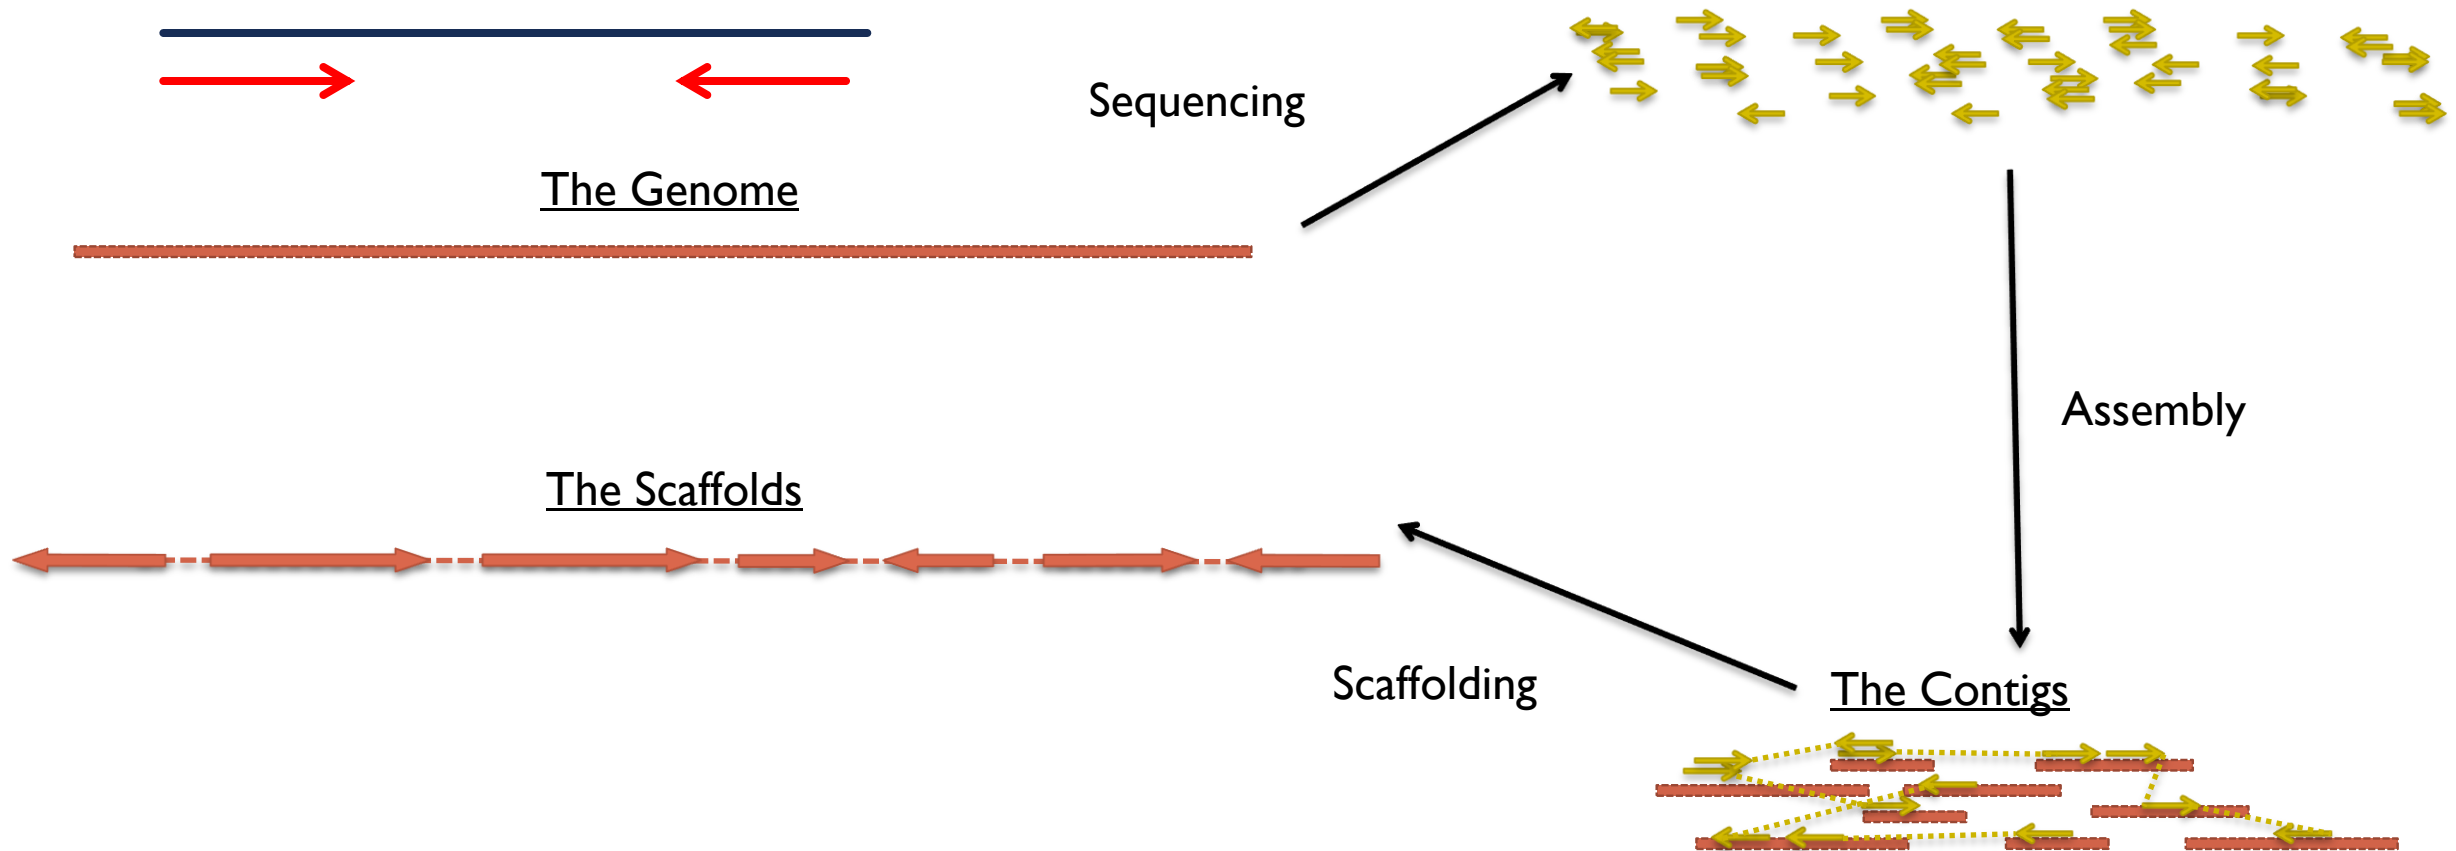 Sequencing
The Genome
Assembly
The Scaffolds
Scaffolding
The Contigs